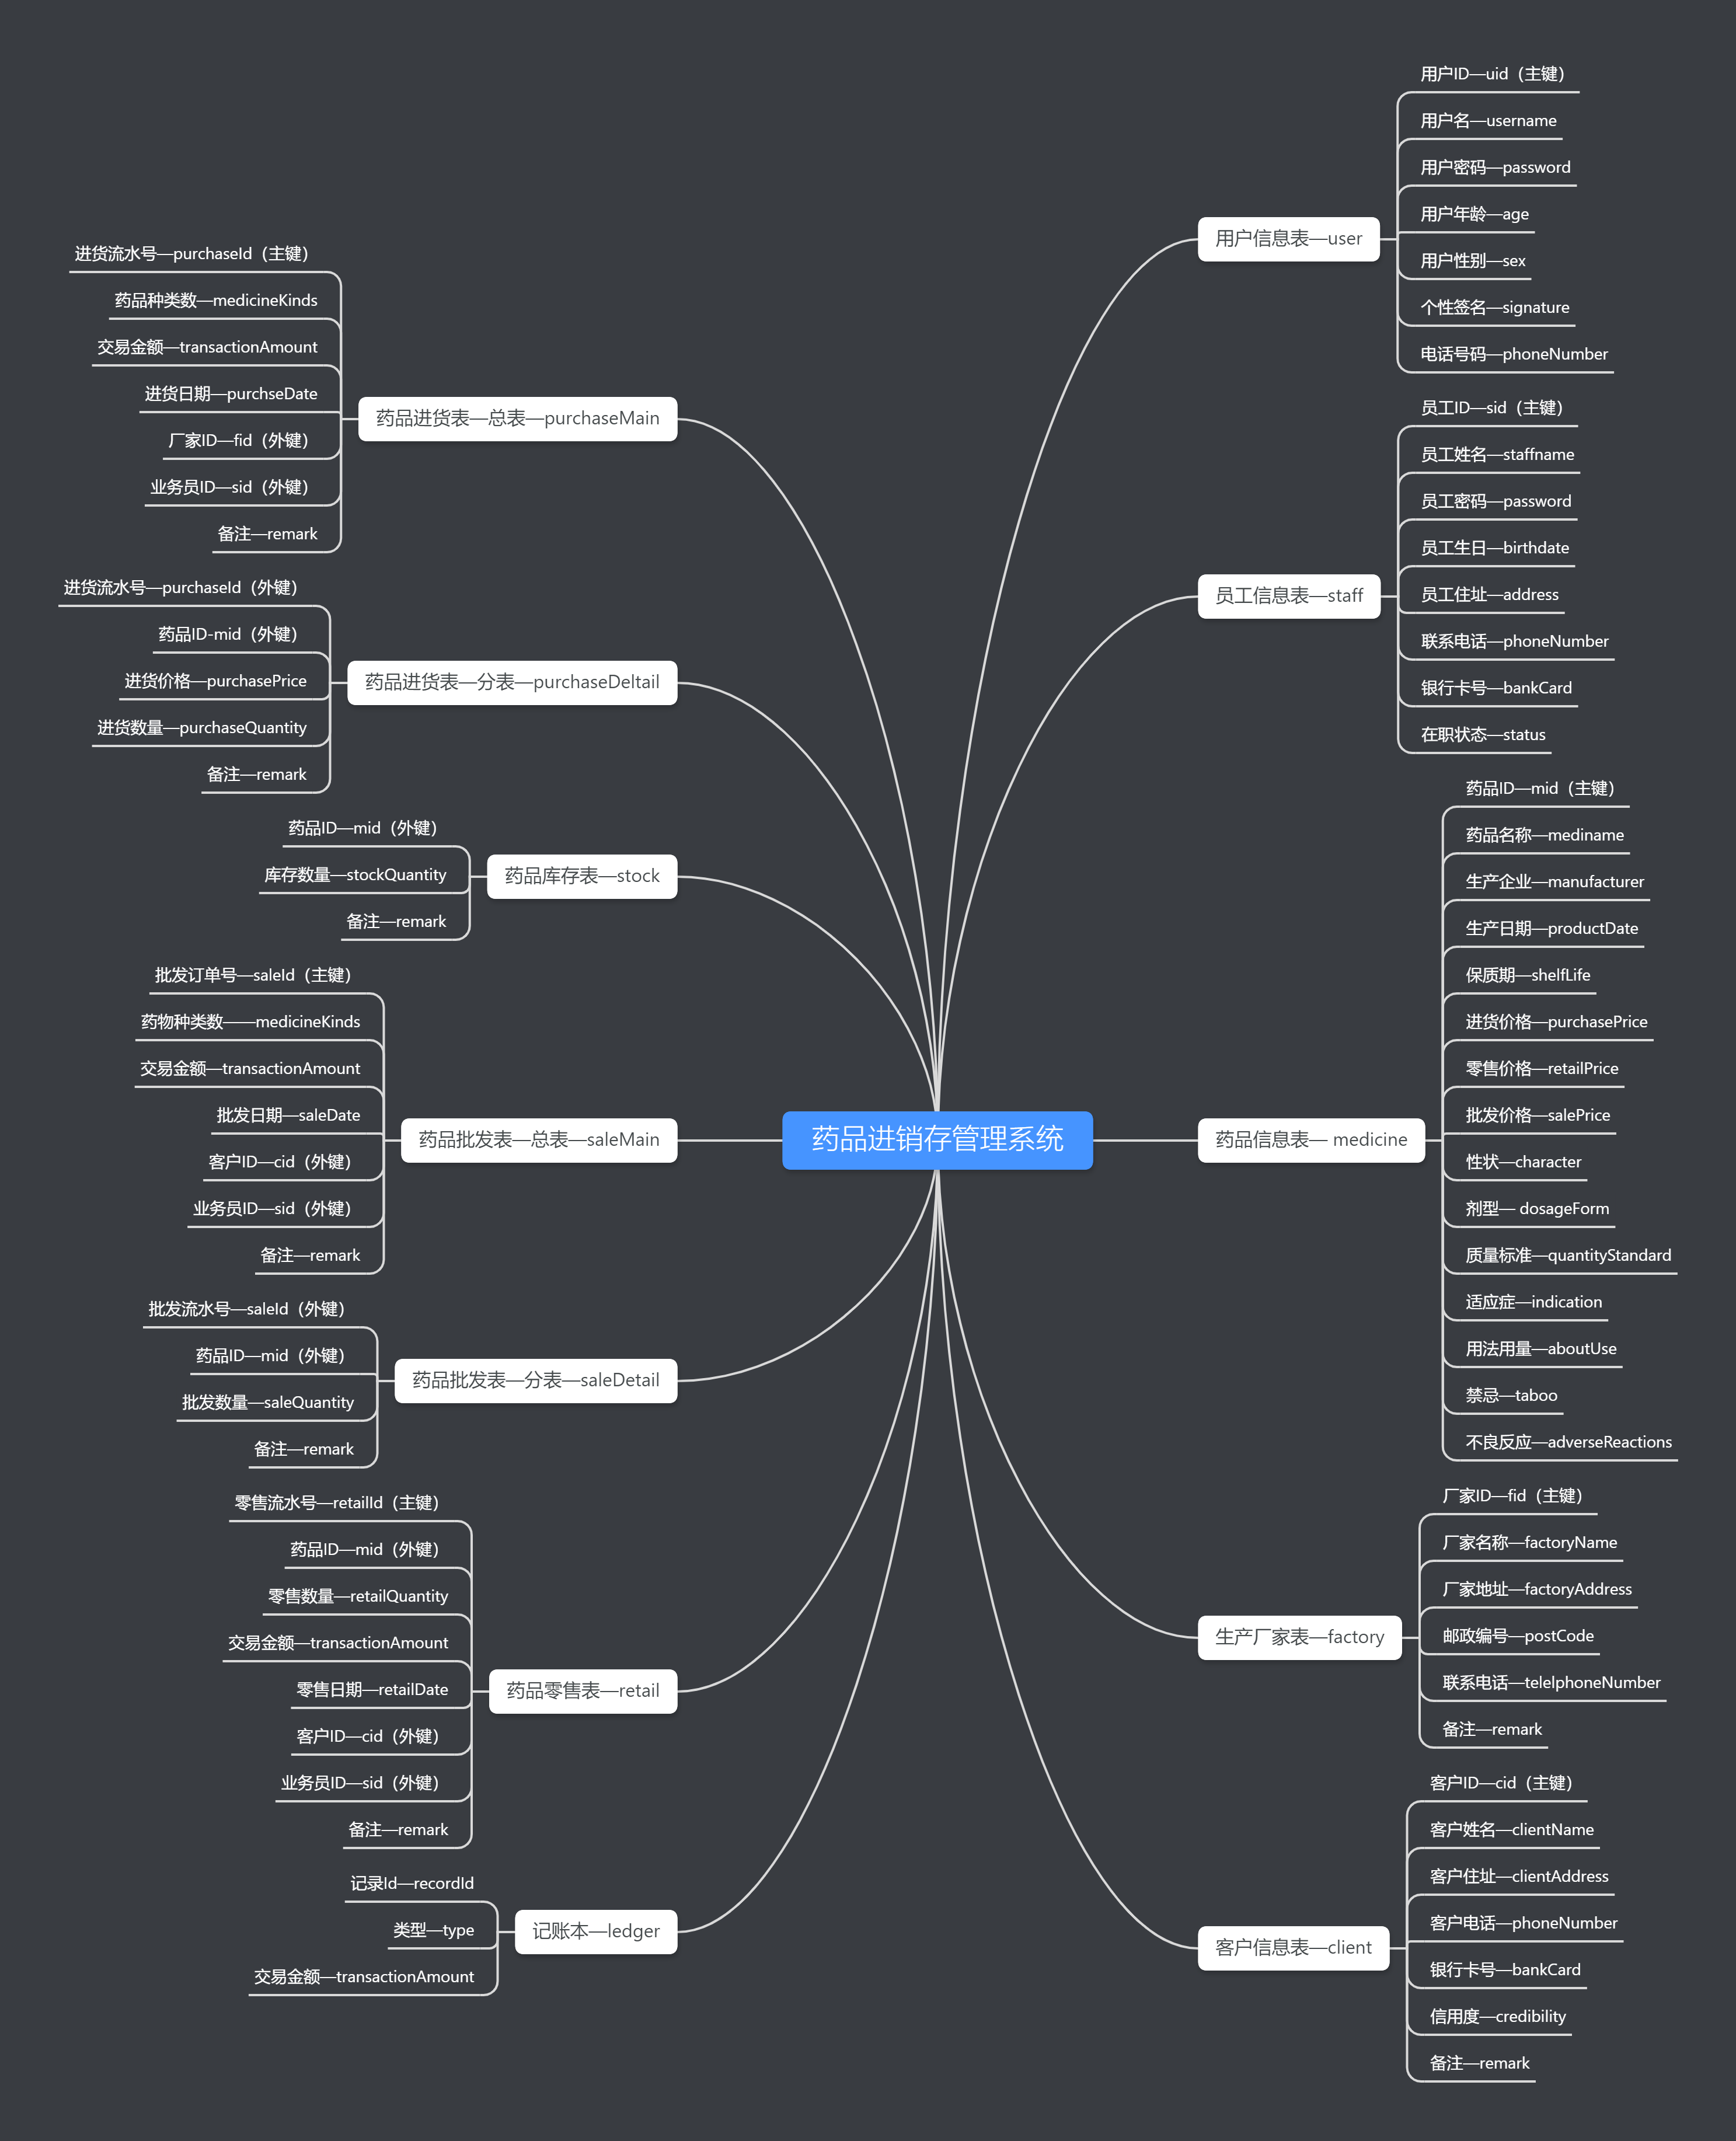 药品进销存管理系统
用户信息表—user
用户ID—uid（主键）
用户名—username
用户密码—password
用户年龄—age
用户性别—sex
个性签名—signature
电话号码—phoneNumber
员工信息表—staff
员工ID—sid（主键）
员工姓名—staffname
员工密码—password
员工生日—birthdate
员工住址—address
联系电话—phoneNumber
银行卡号—bankCard
在职状态—status
药品信息表— medicine
药品ID—mid（主键）
药品名称—mediname
生产企业—manufacturer
生产日期—productDate
保质期—shelfLife
进货价格—purchasePrice
零售价格—retailPrice
批发价格—salePrice
性状—character
剂型— dosageForm
质量标准—quantityStandard
适应症—indication
用法用量—aboutUse
禁忌—taboo
不良反应—adverseReactions
生产厂家表—factory
厂家ID—fid（主键）
厂家名称—factoryName
厂家地址—factoryAddress
邮政编号—postCode
联系电话—telelphoneNumber
备注—remark
客户信息表—client
客户ID—cid（主键）
客户姓名—clientName
客户住址—clientAddress
客户电话—phoneNumber
银行卡号—bankCard
信用度—credibility
备注—remark
药品进货表—总表—purchaseMain
进货流水号—purchaseId（主键）
药品种类数—medicineKinds
交易金额—transactionAmount
进货日期—purchseDate
厂家ID—fid（外键）
业务员ID—sid（外键）
备注—remark
药品进货表—分表—purchaseDeltail
进货流水号—purchaseId（外键）
药品ID-mid（外键）
进货价格—purchasePrice
进货数量—purchaseQuantity
备注—remark
药品库存表—stock
药品ID—mid（外键）
库存数量—stockQuantity
备注—remark
药品批发表—总表—saleMain
批发订单号—saleId（主键）
药物种类数——medicineKinds
交易金额—transactionAmount
批发日期—saleDate
客户ID—cid（外键）
业务员ID—sid（外键）
备注—remark
药品批发表—分表—saleDetail
批发流水号—saleId（外键）
药品ID—mid（外键）
批发数量—saleQuantity
备注—remark
药品零售表—retail
零售流水号—retailId（主键）
药品ID—mid（外键）
零售数量—retailQuantity
交易金额—transactionAmount
零售日期—retailDate
客户ID—cid（外键）
业务员ID—sid（外键）
备注—remark
记账本—ledger
记录Id—recordId
类型—type
交易金额—transactionAmount